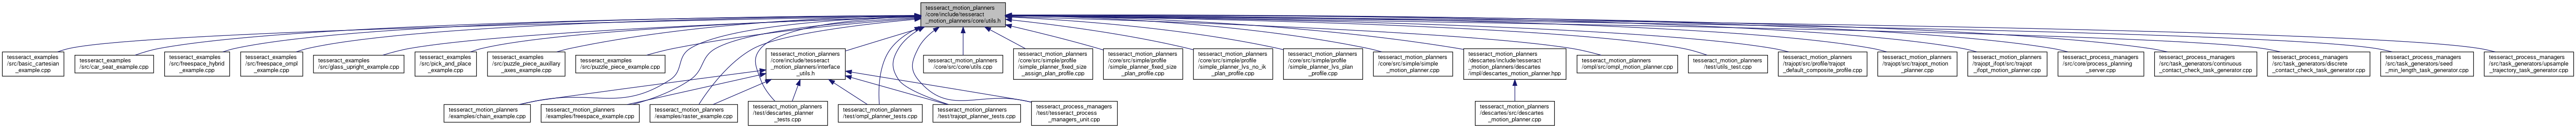 tesseract_motion_planners
/core/include/tesseract
_motion_planners/core/utils.h
tesseract_examples
/src/basic_cartesian
_example.cpp
tesseract_examples
/src/car_seat_example.cpp
tesseract_examples
/src/freespace_hybrid
_example.cpp
tesseract_examples
/src/freespace_ompl
_example.cpp
tesseract_examples
/src/glass_upright_example.cpp
tesseract_examples
/src/pick_and_place
_example.cpp
tesseract_examples
/src/puzzle_piece_auxillary
_axes_example.cpp
tesseract_examples
/src/puzzle_piece_example.cpp
tesseract_motion_planners
/core/include/tesseract
_motion_planners/interface
_utils.h
tesseract_motion_planners
/core/src/core/utils.cpp
tesseract_motion_planners
/core/src/simple/profile
/simple_planner_fixed_size
_assign_plan_profile.cpp
tesseract_motion_planners
/core/src/simple/profile
/simple_planner_fixed_size
_plan_profile.cpp
tesseract_motion_planners
/core/src/simple/profile
/simple_planner_lvs_no_ik
_plan_profile.cpp
tesseract_motion_planners
/core/src/simple/profile
/simple_planner_lvs_plan
_profile.cpp
tesseract_motion_planners
/core/src/simple/simple
_motion_planner.cpp
tesseract_motion_planners
/descartes/include/tesseract
_motion_planners/descartes
/impl/descartes_motion_planner.hpp
tesseract_motion_planners
/ompl/src/ompl_motion_planner.cpp
tesseract_motion_planners
/test/utils_test.cpp
tesseract_motion_planners
/trajopt/src/profile/trajopt
_default_composite_profile.cpp
tesseract_motion_planners
/trajopt/src/trajopt_motion
_planner.cpp
tesseract_motion_planners
/trajopt_ifopt/src/trajopt
_ifopt_motion_planner.cpp
tesseract_process_managers
/src/core/process_planning
_server.cpp
tesseract_process_managers
/src/task_generators/continuous
_contact_check_task_generator.cpp
tesseract_process_managers
/src/task_generators/discrete
_contact_check_task_generator.cpp
tesseract_process_managers
/src/task_generators/seed
_min_length_task_generator.cpp
tesseract_process_managers
/src/task_generators/upsample
_trajectory_task_generator.cpp
tesseract_motion_planners
/examples/chain_example.cpp
tesseract_motion_planners
/examples/freespace_example.cpp
tesseract_motion_planners
/examples/raster_example.cpp
tesseract_motion_planners
/test/descartes_planner
_tests.cpp
tesseract_motion_planners
/test/ompl_planner_tests.cpp
tesseract_motion_planners
/test/trajopt_planner_tests.cpp
tesseract_process_managers
/test/tesseract_process
_managers_unit.cpp
tesseract_motion_planners
/descartes/src/descartes
_motion_planner.cpp